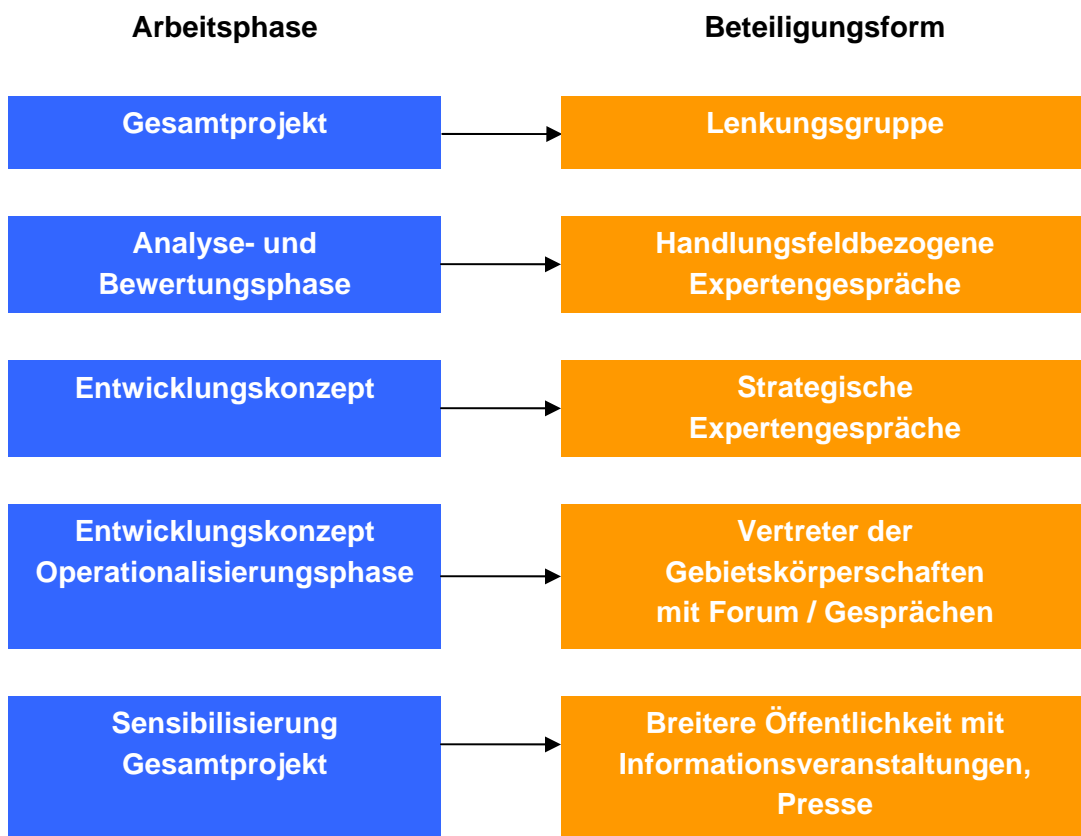 Arbeitsphase
Beteiligungsform
Gesamtprojekt
Lenkungsgruppe
Analyse- und
Bewertungsphase
Handlungsfeldbezogene
Expertengespräche
Entwicklungskonzept
Strategische
Expertengespräche
Entwicklungskonzept
Operationalisierungsphase
Vertreter der
Gebietskörperschaften
mit Forum / Gesprächen
Sensibilisierung
Gesamtprojekt
Breitere Öffentlichkeit mit
Informationsveranstaltungen,
Presse